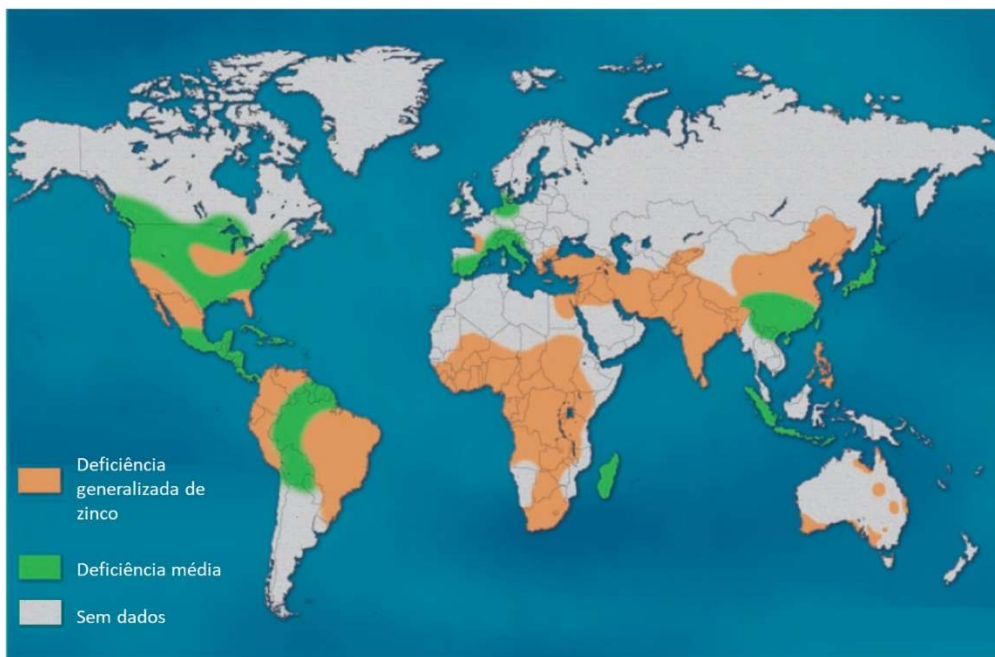 Deficiência
generalizada de
zinco
Deficiência média
Sem dados